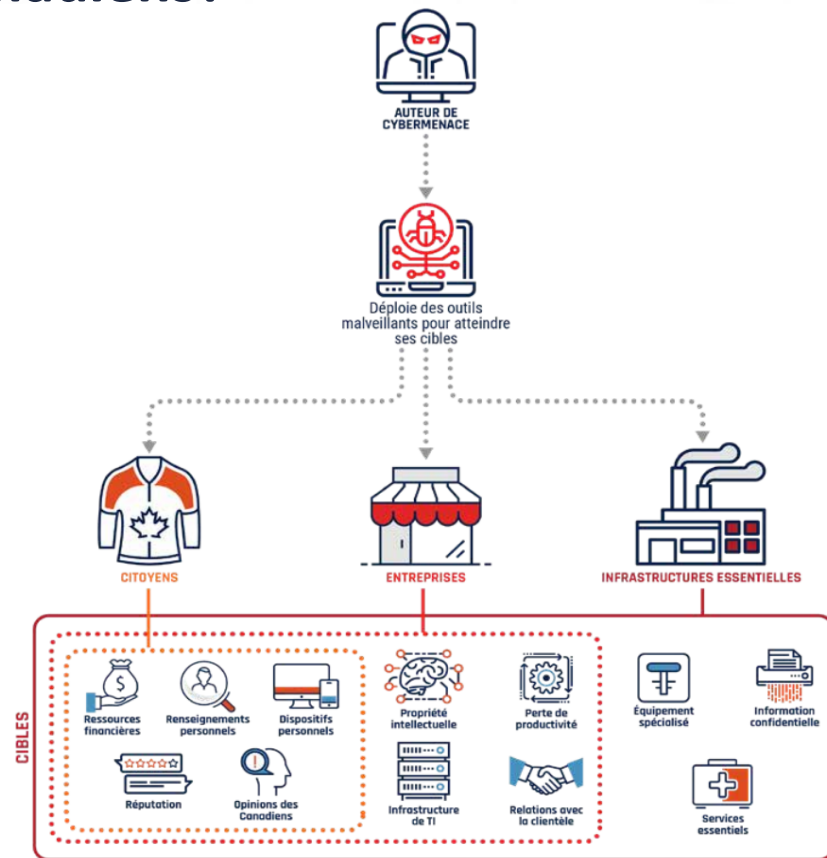 AUTEUR DE
CYBERMENACE
Déploie des outils
malveillants pour atteindre
ses cibles
CITOYENS
ENTREPRISES
INFRASTRUCTURES ESSENTIELLES
CIBLES
Ressources
financières
Renseignements
personnels
Dispositifs
personnels
Propriété
intellectuelle
Perte de
productivité
Équipement
spécialisé
Information
confidentielle
Réputation
Opinions des
Canadiens
Infrastructure
de TI
Relations avec
la clientèle
Services
essentiels